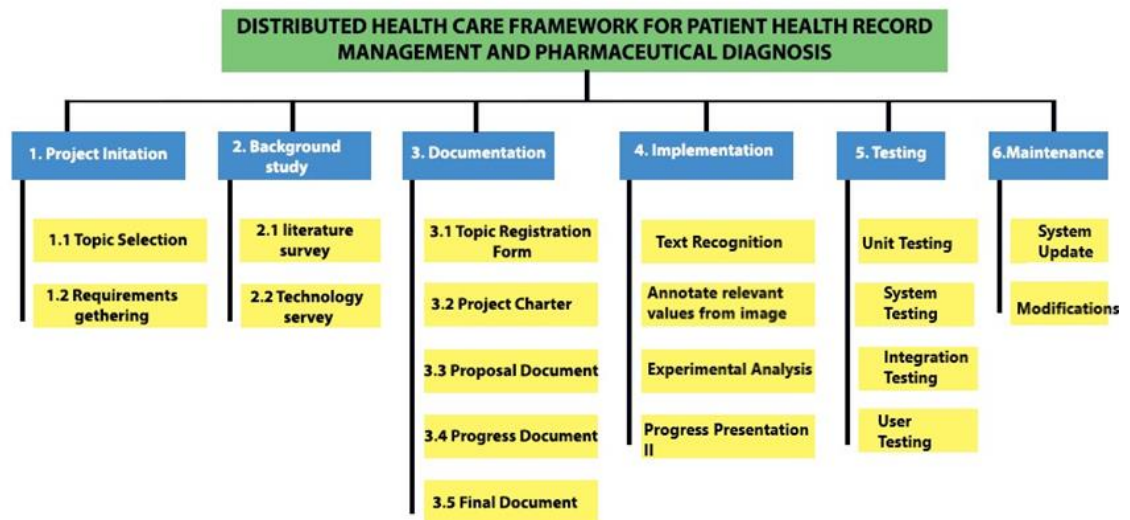 DISTRIBUTED HEALTH CARE FRAMEWORK FOR PATIENT HEALTH RECORD
MANAGEMENT AND PHARMACEUTICAL DIAGNOSIS
1. Project Initation
1.1 Topic Selection
1.2 Requirements
gethering
2. Background
study
2.1 literature
survey
2.2 Technology
servey
3. Documentation
3.1 Topic Registration
Form
3.2 Project Charter
3.3 Proposal Document
3.4 Progress Document
3.5 Final Document
4. Implementation
Text Recognition
Annotate relevant
values from image
Experimental Analysis
Progress Presentation
II
5. Testing
Unit Testing
System
Testing
Integration
Testing
User
Testing
6.Maintenance
System
Update
Modifications